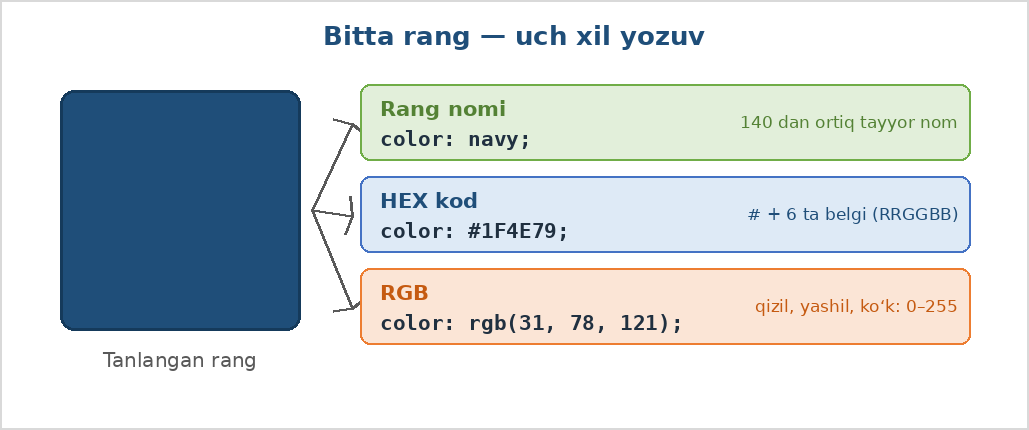 Bitta rang — uch xil yozuv
Rang nomi
color: navy;
140 dan ortiq tayyor nom
HEX kod
color: #1F4E79;
# + 6 ta belgi (RRGGBB)
RGB
color: rgb(31, 78, 121);
qizil, yashil, koʻk: 0–255
Tanlangan rang